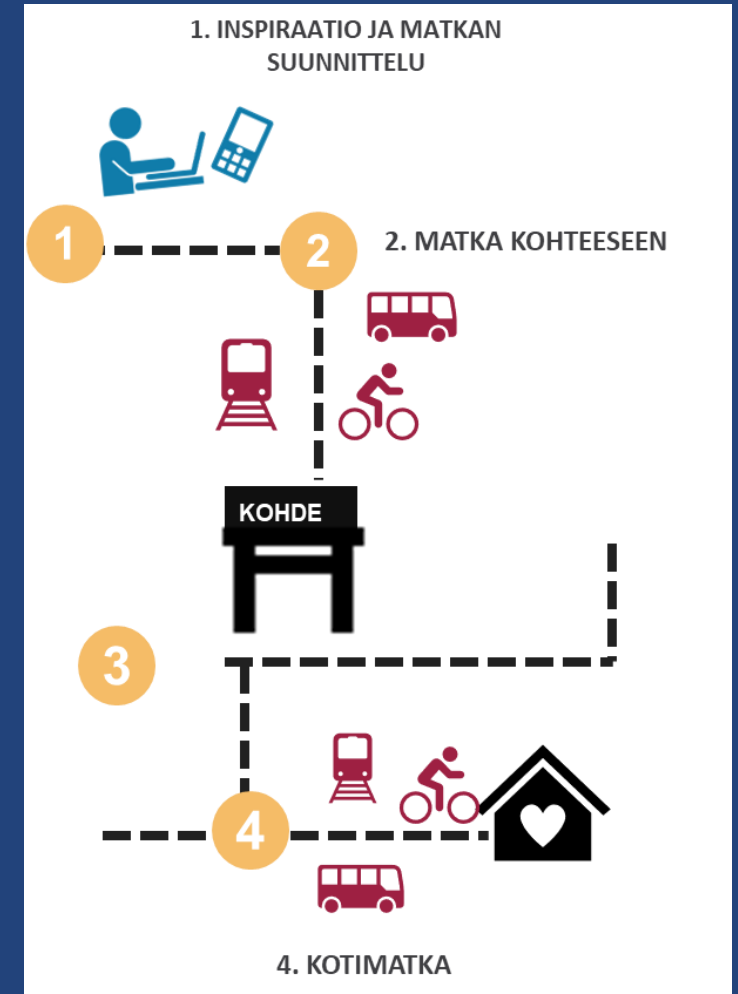 1. INSPIRAATIO JA MATKAN
SUUNNITTELU
1
2
2. MATKA KOHTEESEEN
KOHDE
3
4
4. KOTIMATKA